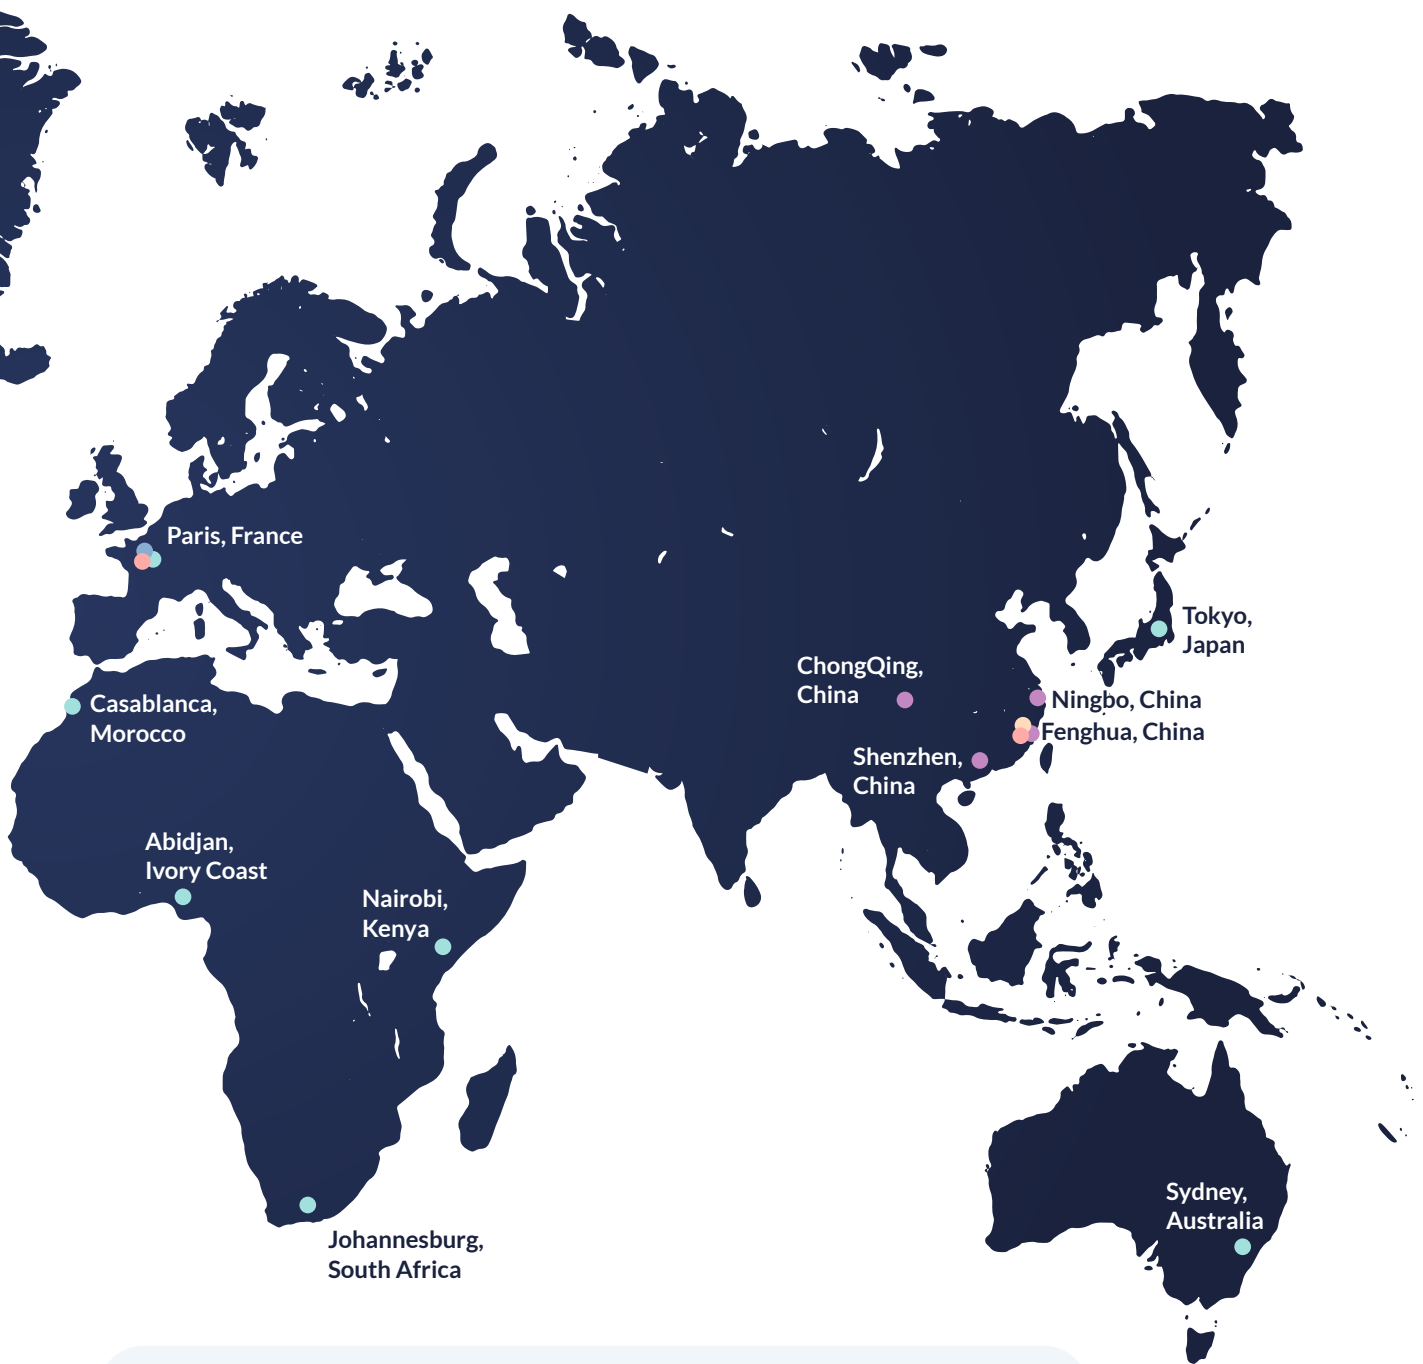 Paris, France
Tokyo,
Japan
ChongQing,
China
Ningbo, China
Casablanca,
Morocco
Fenghua, China
Shenzhen,
China
Abidjan,
Ivory Coast
Nairobi,
Kenya
Sydney,
Australia
Johannesburg,
South Africa